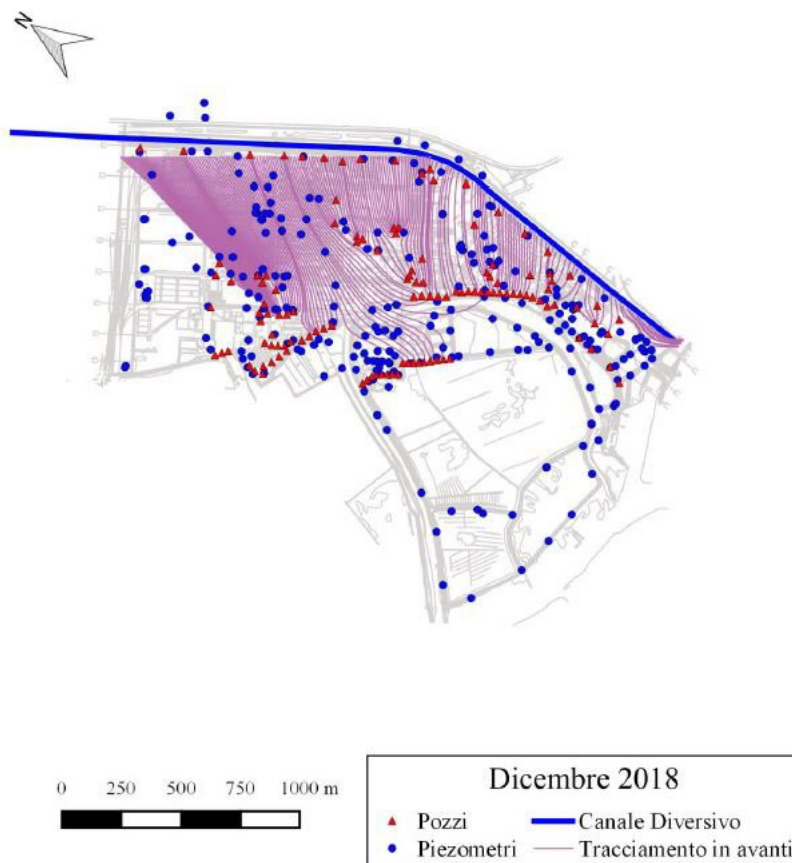 N
0 250 500 750 1000 m
Dicembre 2018
Pozzi Canale Diversivo
Piezometri Tracciamento in avanti